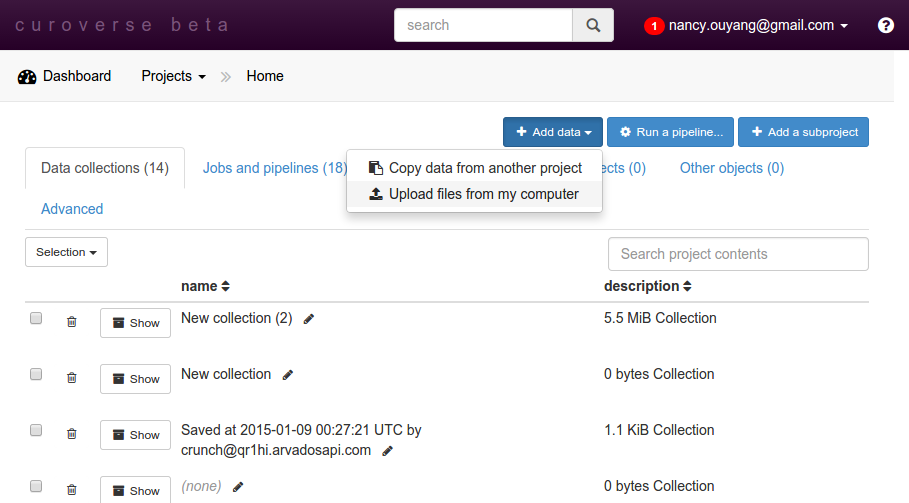 curoverse beta
search
1 nancy.ouyang@gmail.com
?
Dashboard Projects Home
Add data Run a pipeline... Add a subproject
Data collections (14) Jobs and pipelines (18) ects (0) Other objects (0)
Copy data from another project
Upload files from my computer
Advanced
Selection
Search project contents
name description
Show New collection (2) 5.5 MiB Collection
Show New collection 0 bytes Collection
Show Saved at 2015-01-09 00:27:21 UTC by 1.1 KiB Collection
crunch@qr1hi.arvadosapi.com
Show (none) 0 bytes Collection